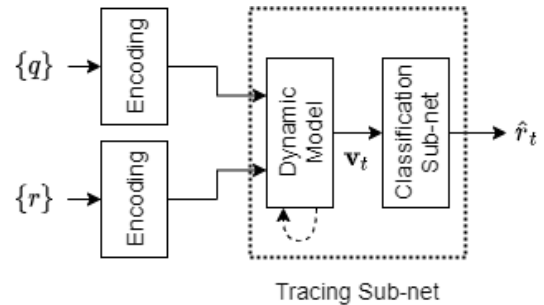 {q}
Encoding
{r}
Encoding
Dynamic
Model
v_t
Classification
Sub-net
r̂_t
Tracing Sub-net